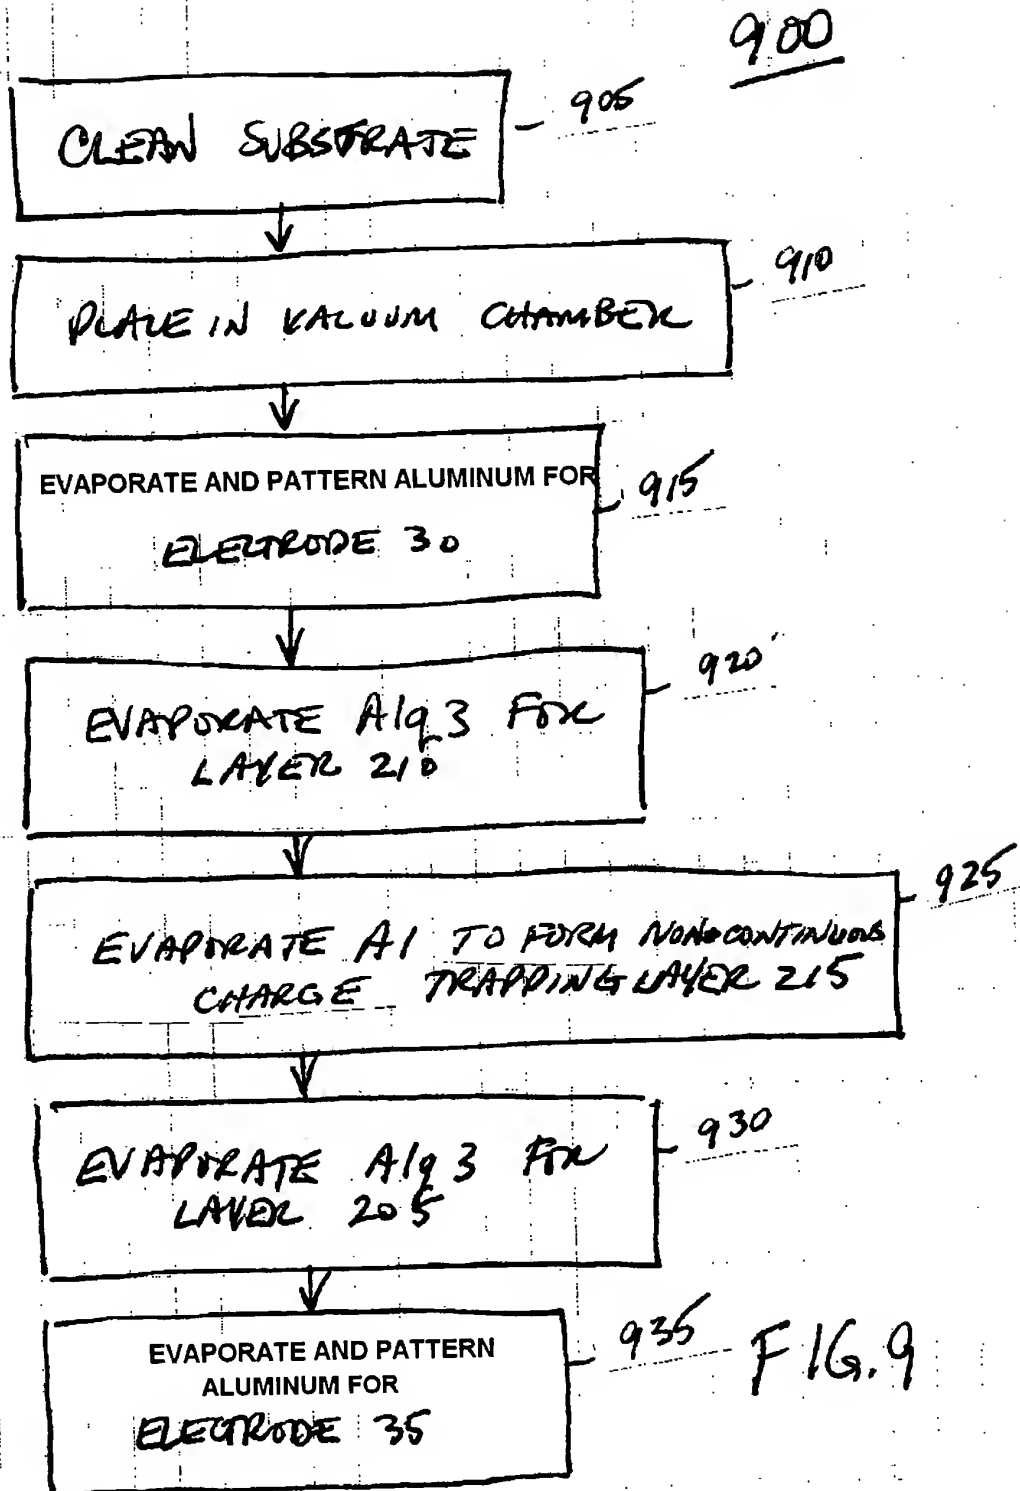 900
CLEAN SUBSTRATE
905
PLACE IN VACUUM CHAMBER
910
EVAPORATE AND PATTERN ALUMINUM FOR
ELECTRODE 30
915
EVAPORATE Alq3 FOR
LAYER 210
920
EVAPORATE Al TO FORM NON-CONTINUOUS
CHARGE TRAPPING LAYER 215
925
EVAPORATE Alq3 FOR
LAYER 205
930
EVAPORATE AND PATTERN
ALUMINUM FOR
ELECTRODE 35
935
FIG.9